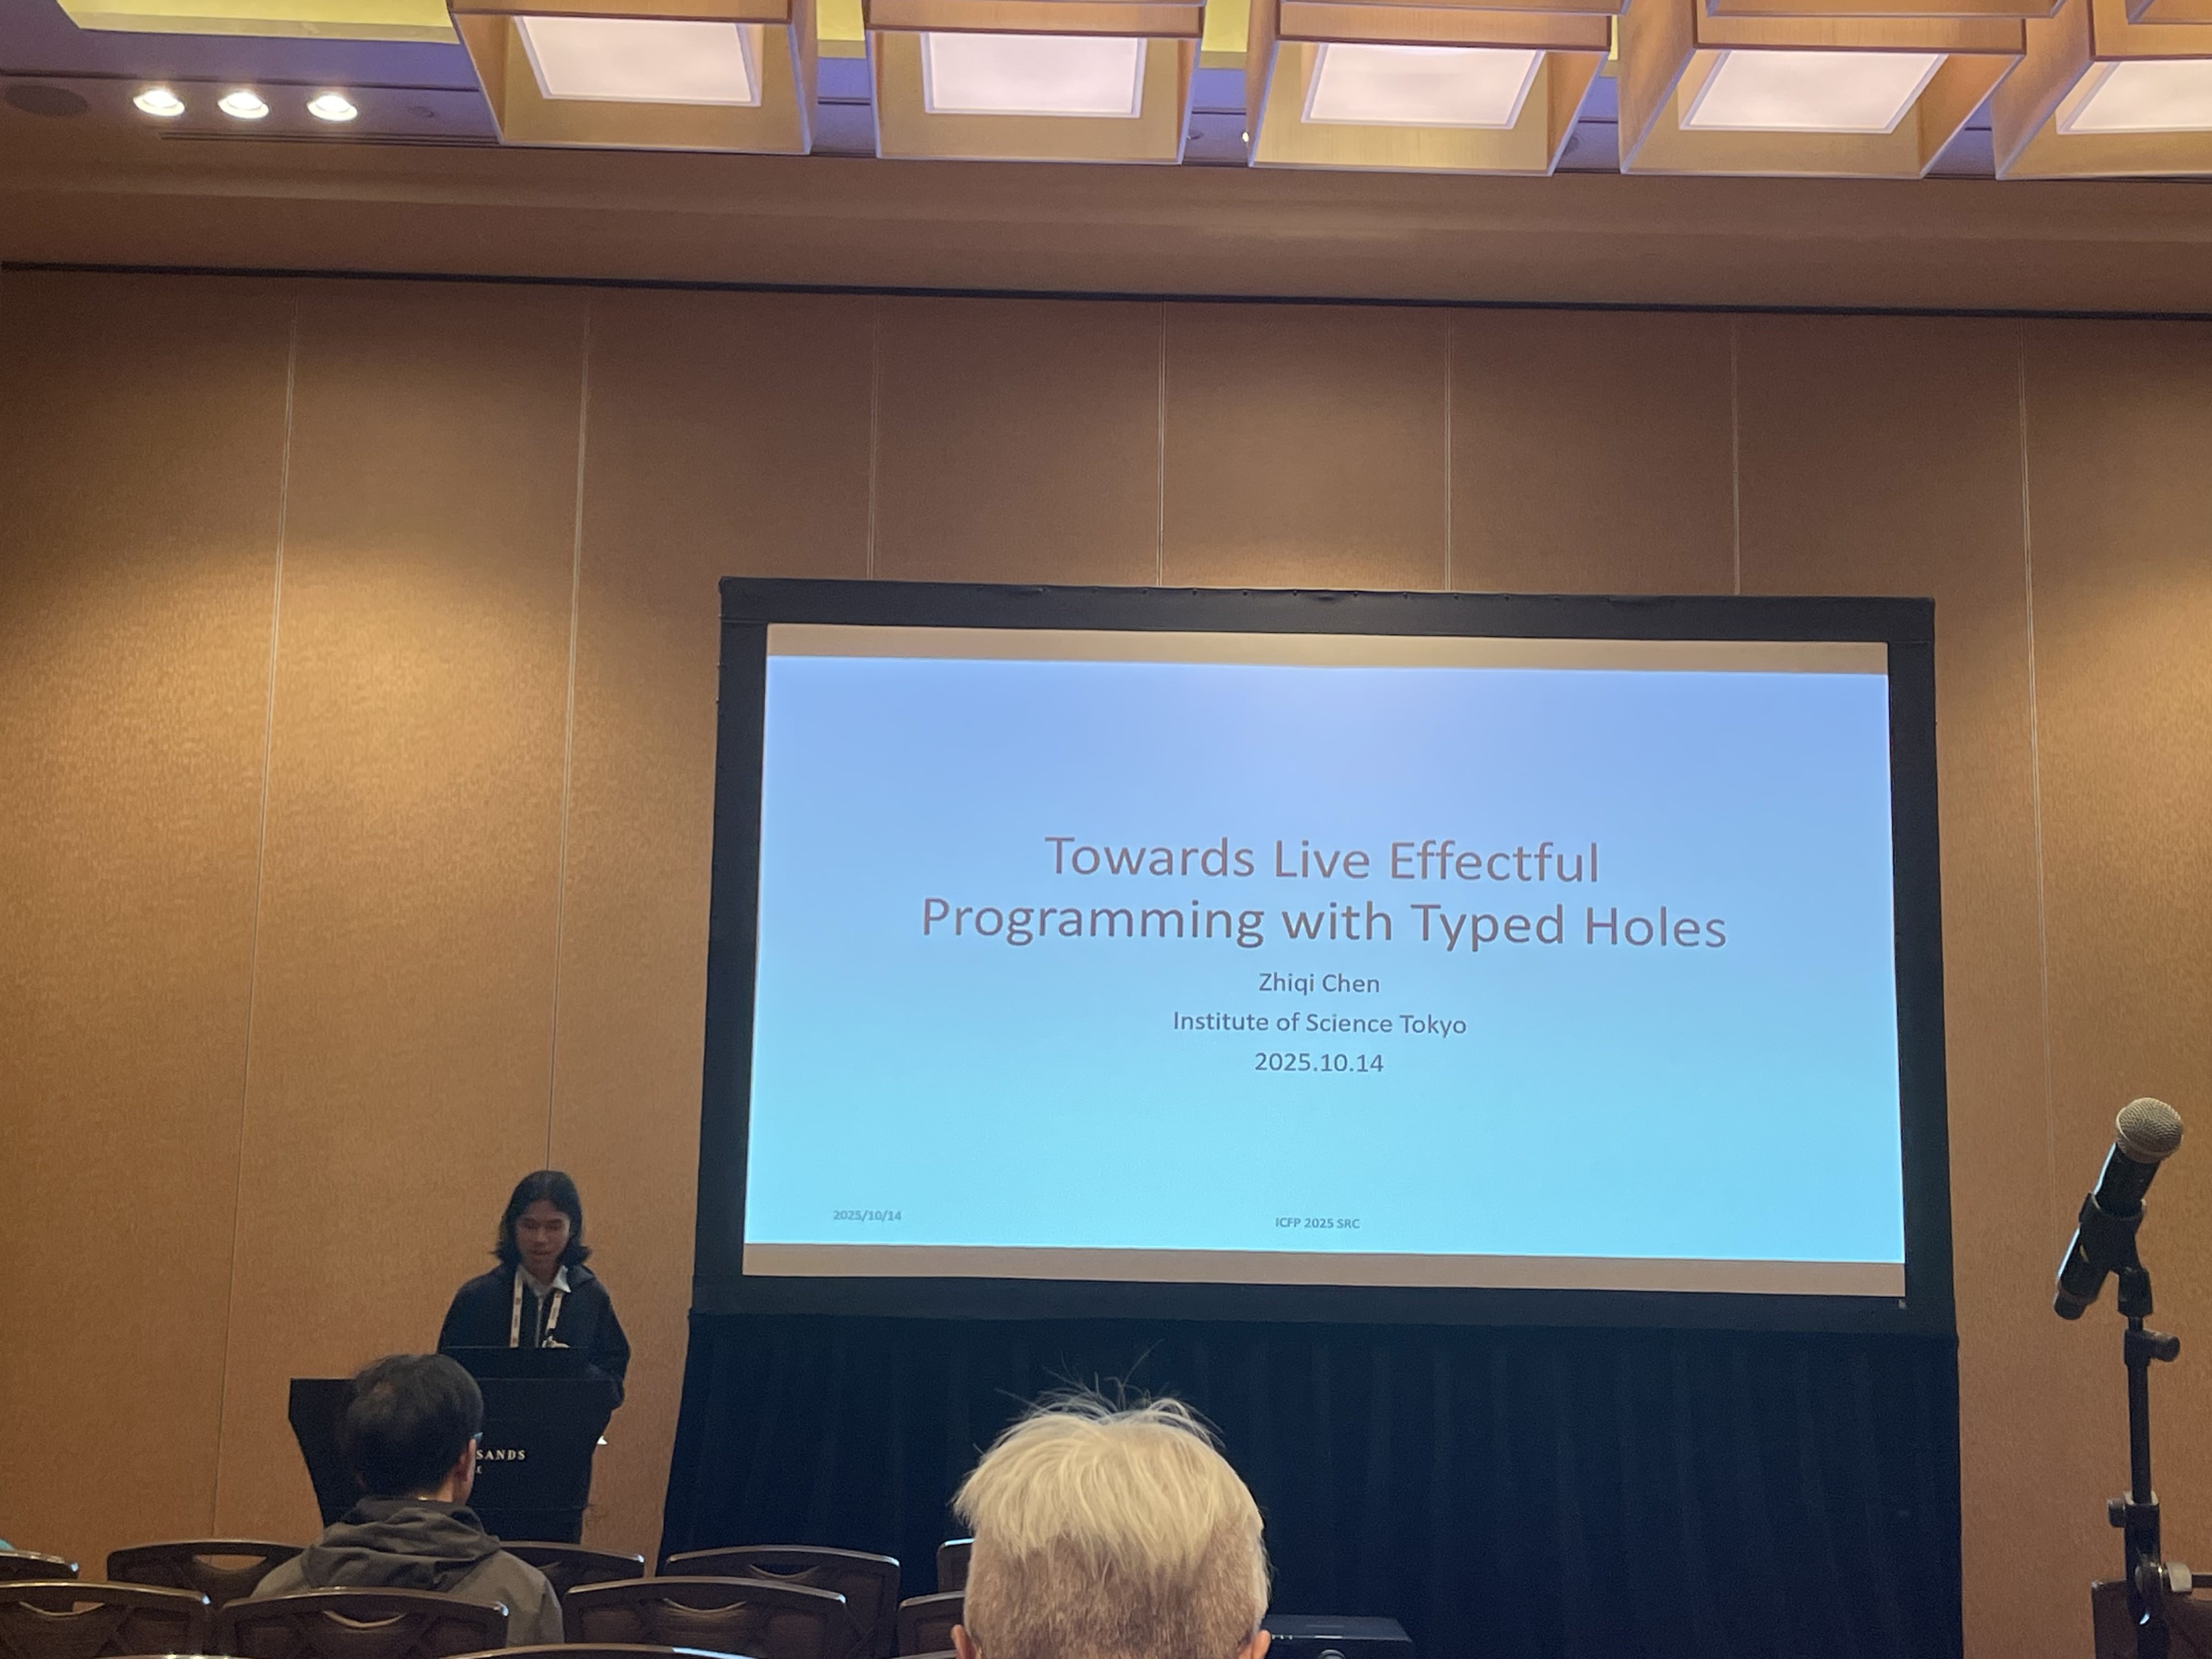 Towards Live Effectful
Programming with Typed Holes
Zhiqi Chen
Institute of Science Tokyo
2025.10.14
2025/10/14
ICFP 2025 SRC
SANDS